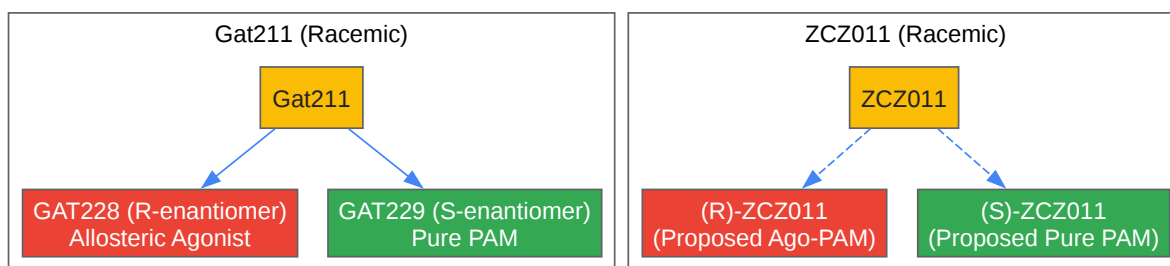 Gat211 (Racemic)
Gat211
GAT228 (R-enantiomer)
Allosteric Agonist
GAT229 (S-enantiomer)
Pure PAM
ZCZ011 (Racemic)
ZCZ011
(R)-ZCZ011
(Proposed Ago-PAM)
(S)-ZCZ011
(Proposed Pure PAM)